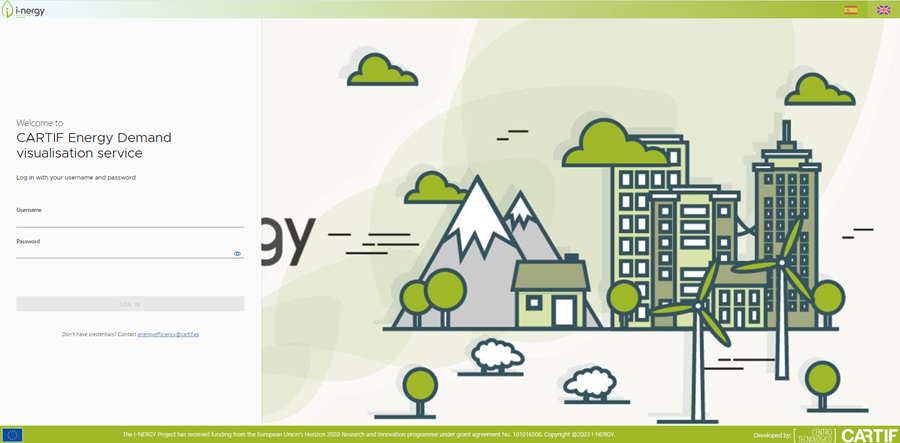 i-nergy
Welcome to
CARTIF Energy Demand
visualisation service
Log in with your username and password
Username
Password
LOG IN
Don't have credentials? Contact energyefficiency@cartif.es
gy
The I-NERGY Project has received funding from the European Union's Horizon 2020 Research and Innovation programme under grant agreement No. 101016508. Copyright @2021 I-NERGY.
Developed by:
CENTRO
TECNOLÓGICO
CARTIF